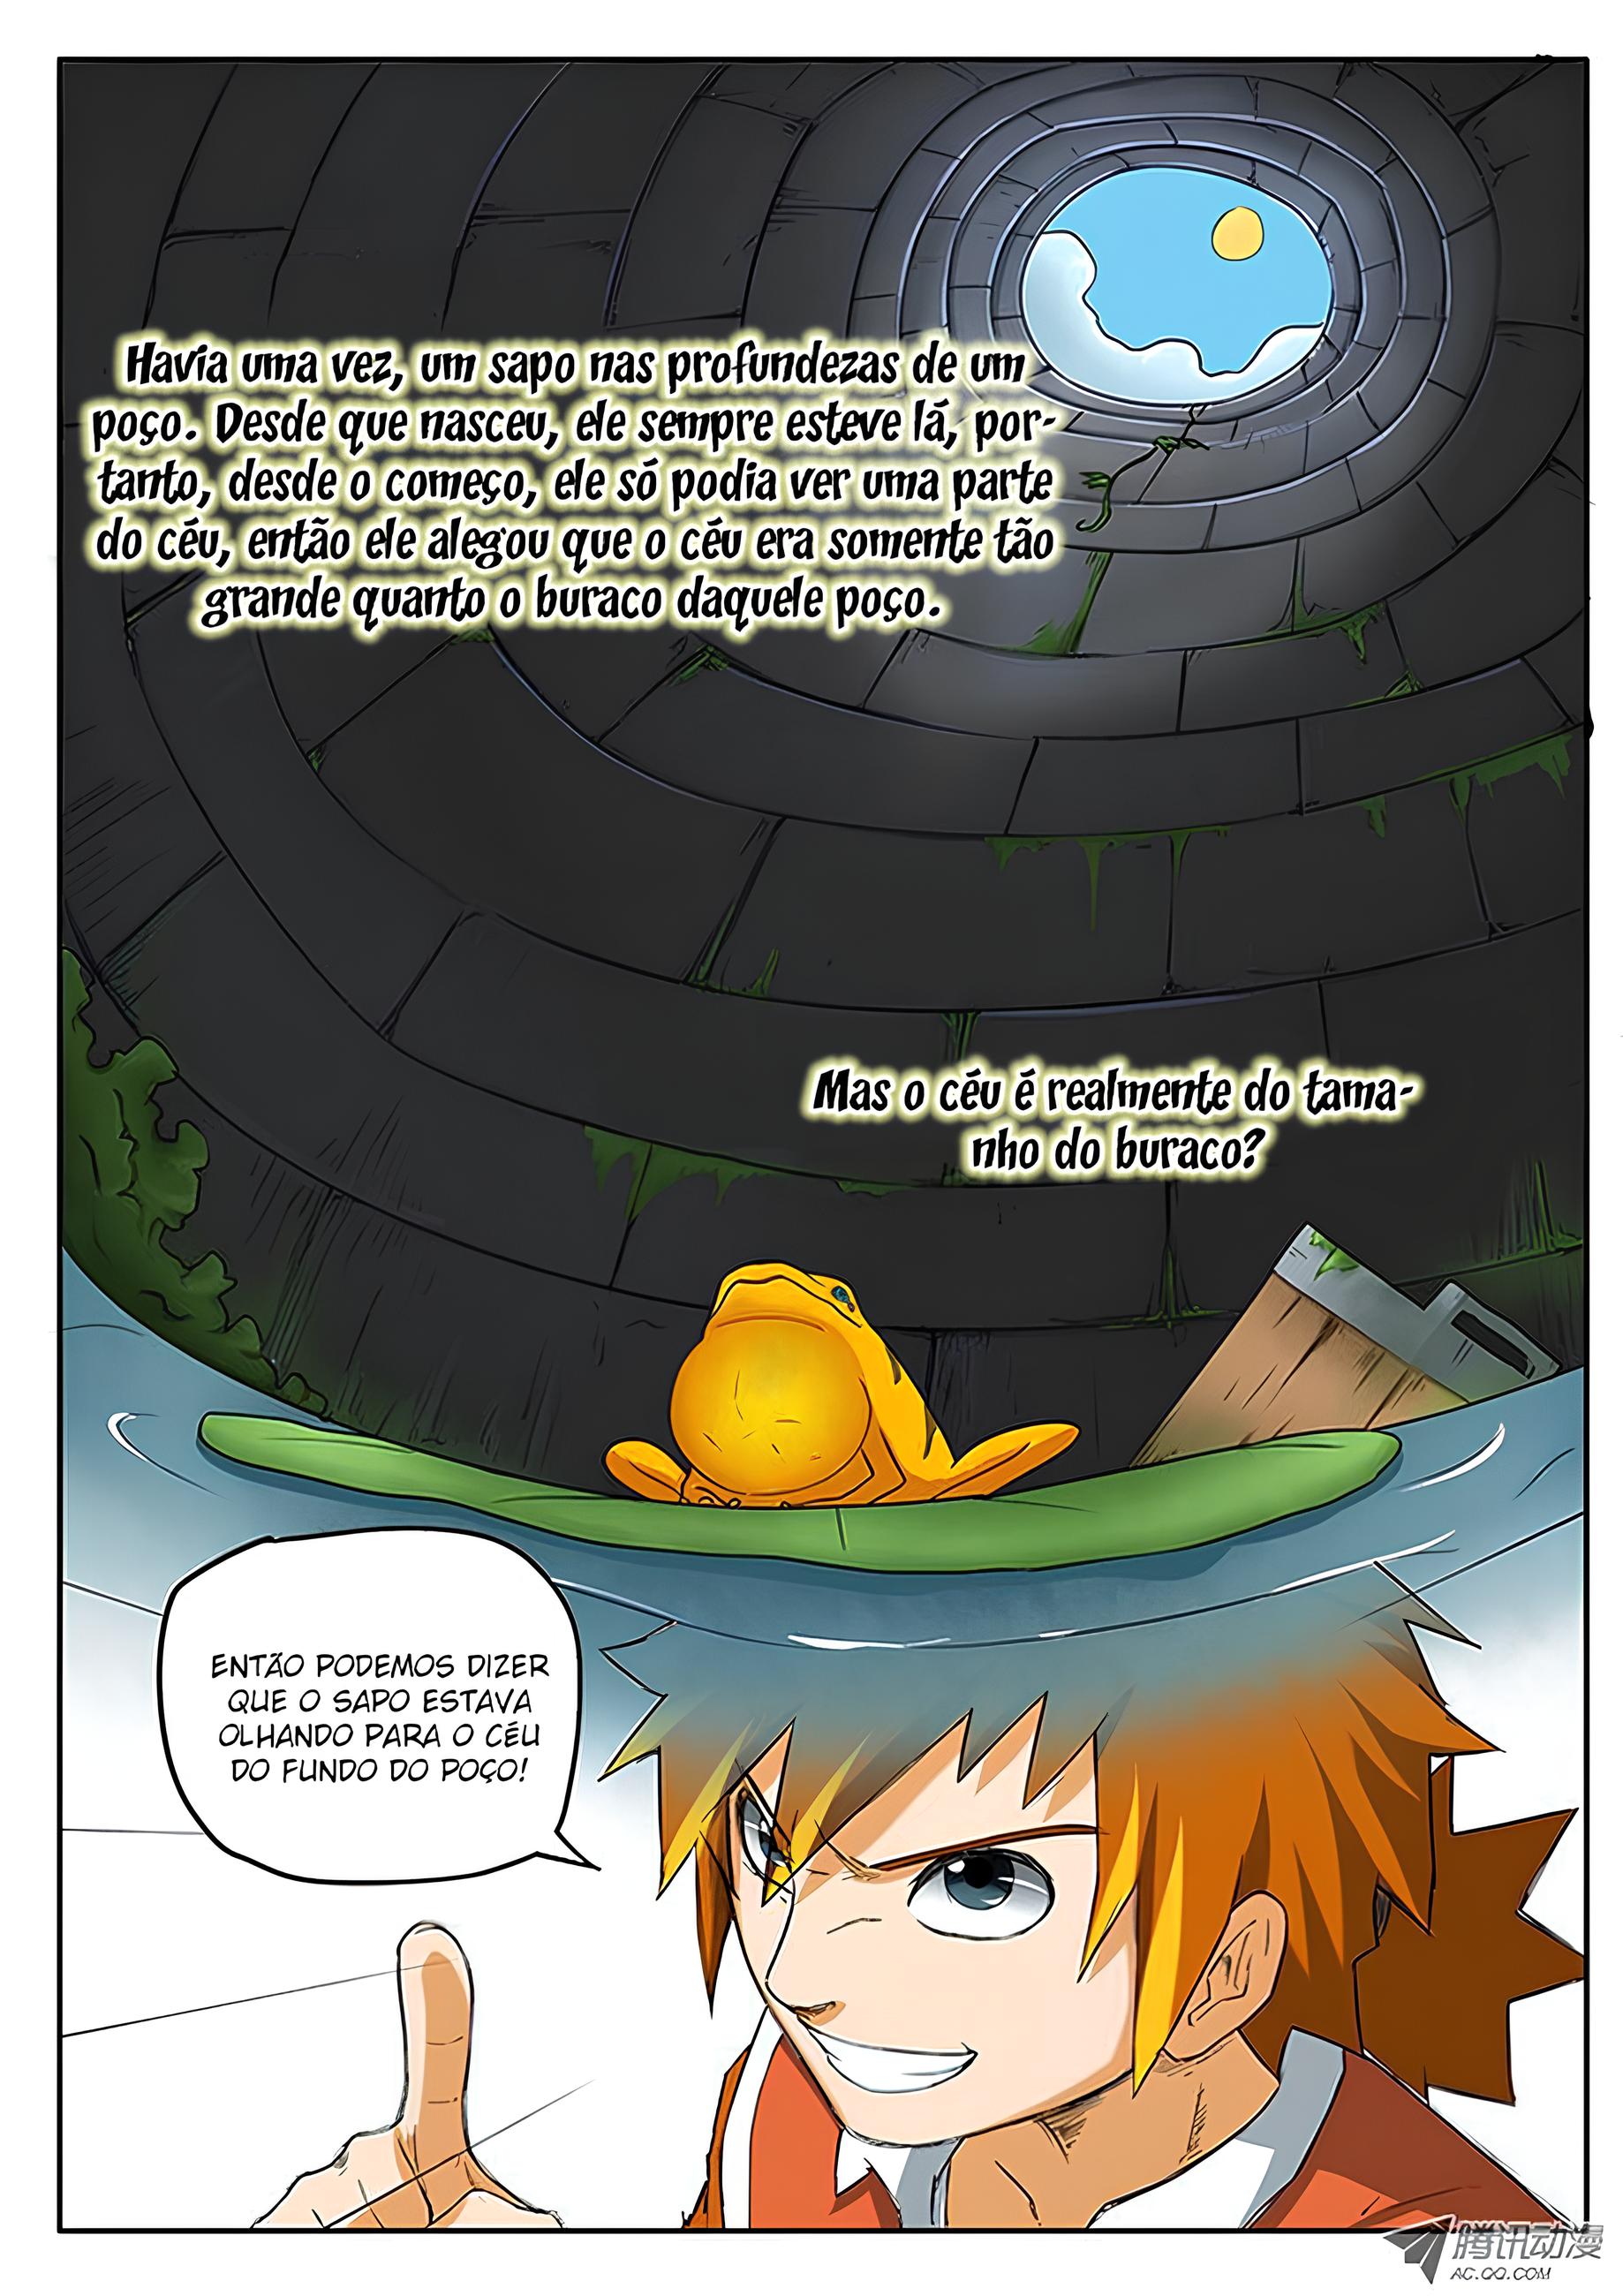 Havia uma vez, um sapo nas profundezas de um
poço. Desde que nasceu, ele sempre esteve lá, por-
tanto, desde o começo, ele só podia ver uma parte
do céu, então ele alegou que o céu era somente tão
grande quanto o buraco daquele poço.
Mas o céu é realmente do tama-
nho do buraco?
ENTÃO PODEMOS DIZER
QUE O SAPO ESTAVA
OLHANDO PARA O CÉU
DO FUNDO DO POÇO!
腾讯动漫
AC.QQ.COM